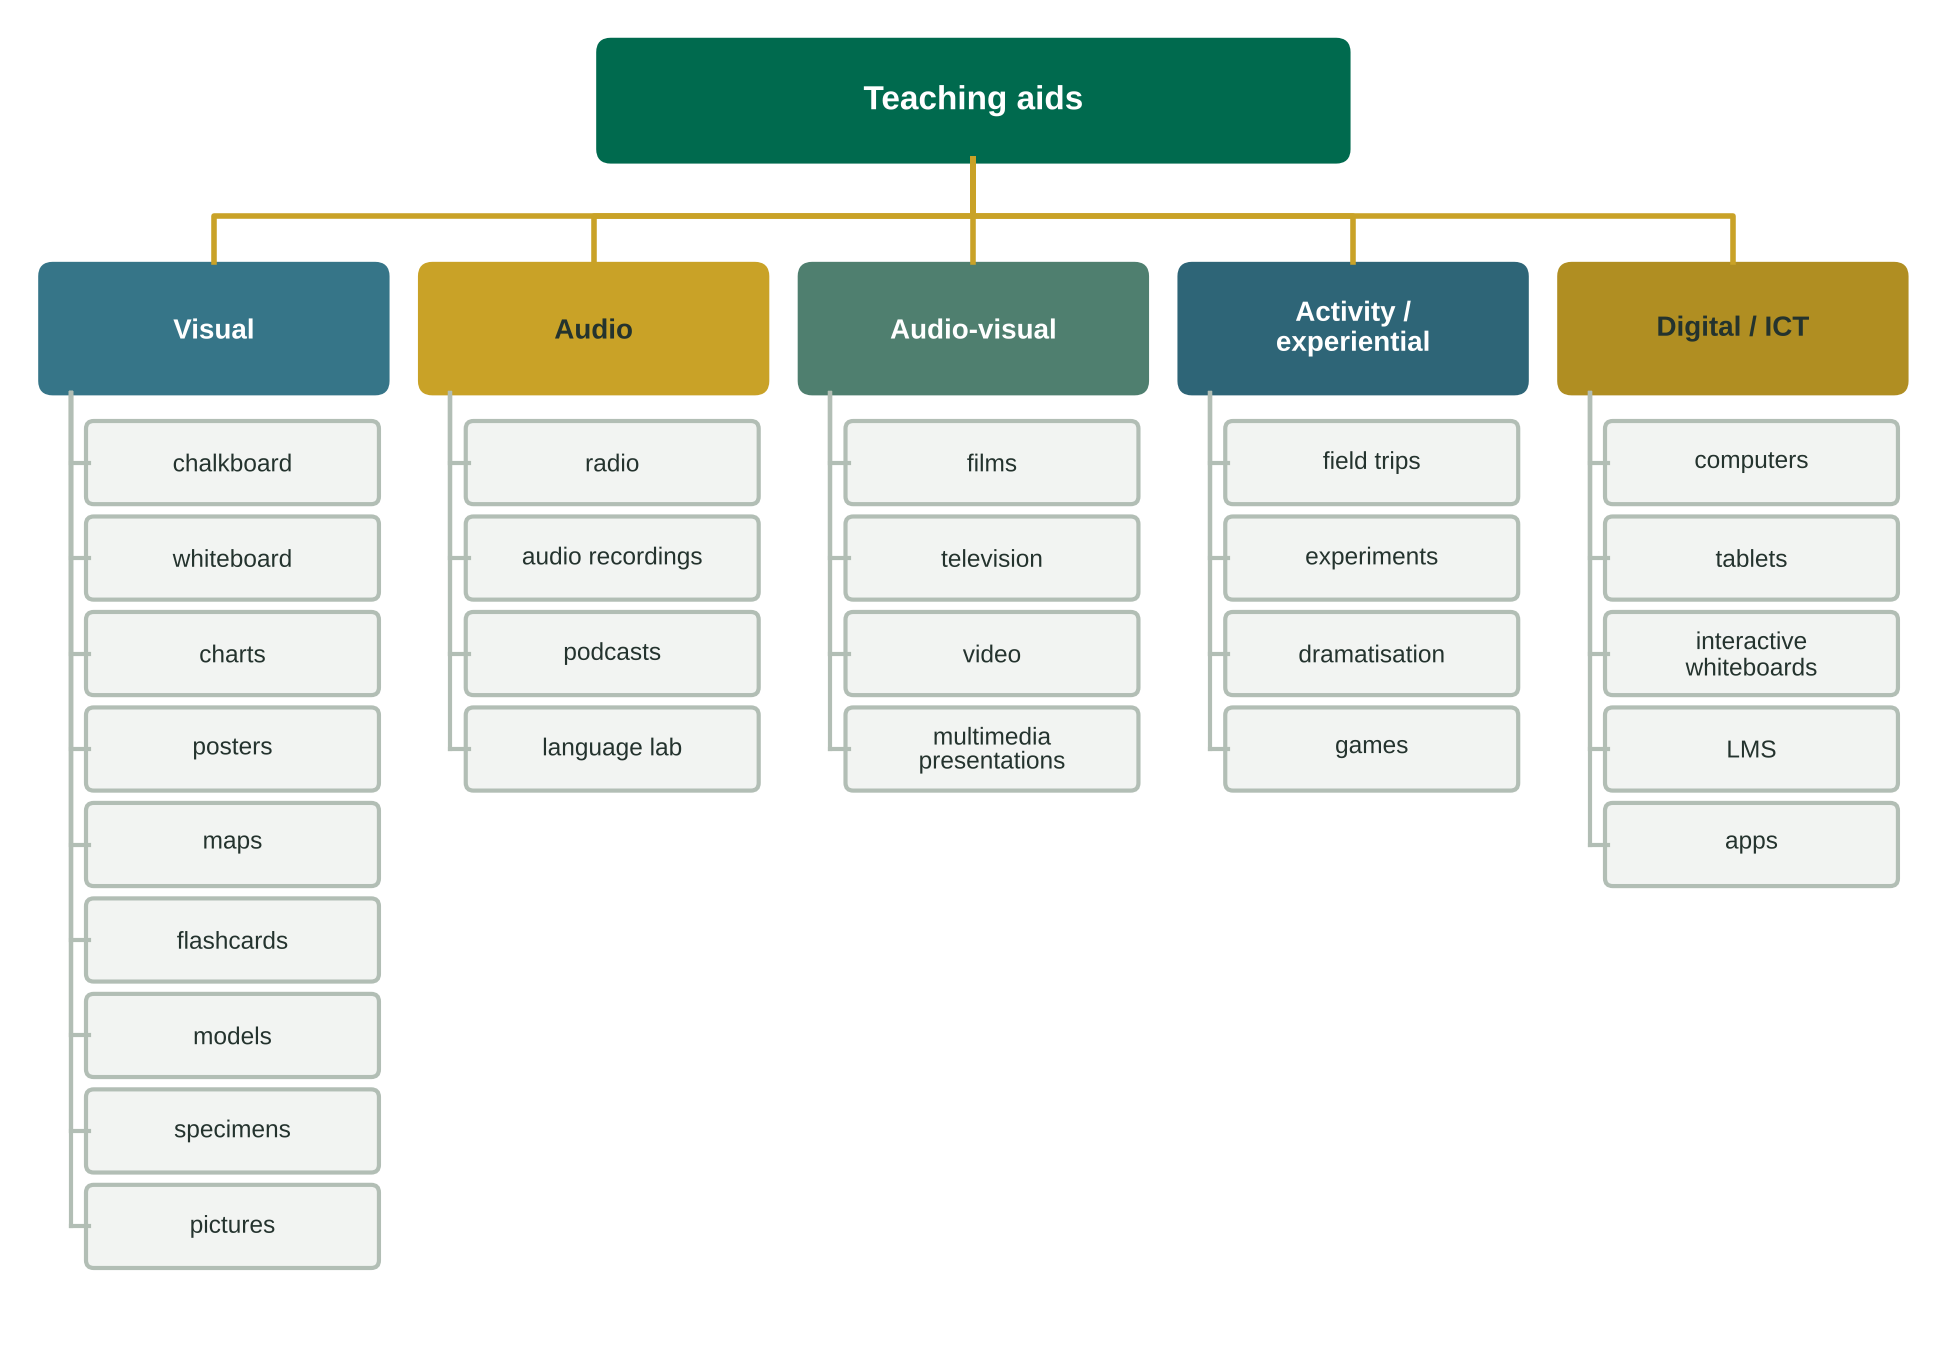 Teaching aids
Visual
chalkboard
whiteboard
charts
posters
maps
flashcards
models
specimens
pictures
Audio
radio
audio recordings
podcasts
language lab
Audio-visual
films
television
video
multimedia
presentations
Activity /
experiential
field trips
experiments
dramatisation
games
Digital / ICT
computers
tablets
interactive
whiteboards
LMS
apps